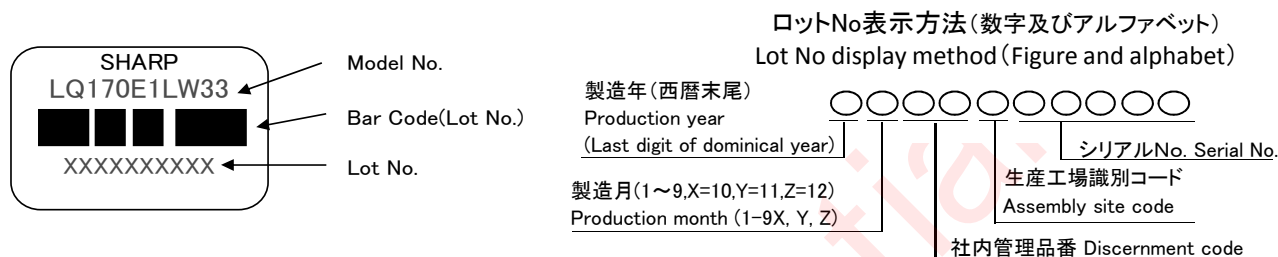 SHARP
LQ170E1LW33
XXXXXXXXXX
Model No.
Bar Code(Lot No.)
Lot No.
ロットNo表示方法(数字及びアルファベット)
Lot No display method(Figure and alphabet)
製造年(西暦末尾)
Production year
(Last digit of dominical year)
製造月(1~9,X=10,Y=11,Z=12)
Production month (1-9X, Y, Z)
シリアルNo. Serial No.
生産工場識別コード
Assembly site code
社内管理品番 Discernment code